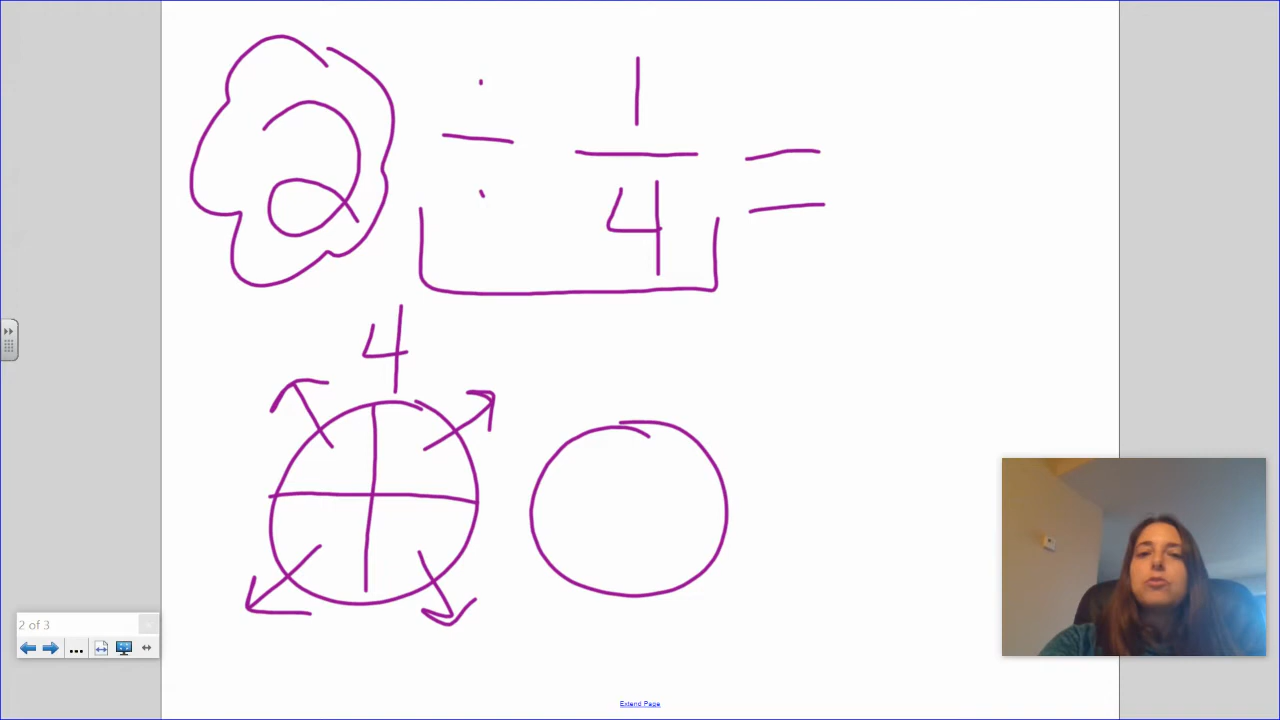 2 ÷ 1/4 =
4
2 of 3
...
Extend Page